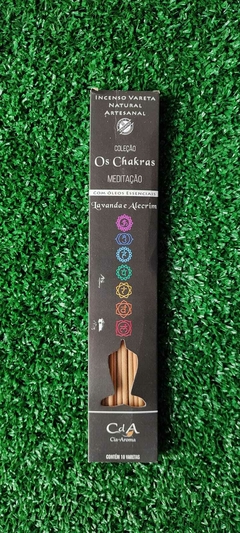 Incenso Vareta
Natural
Artesanal
COLEÇÃO
Os Chakras
MEDITAÇÃO
COM ÓLEOS ESSENCIAIS
Lavanda e Alecrim
CdA
Cia-Aroma
CONTÉM 10 VARETAS